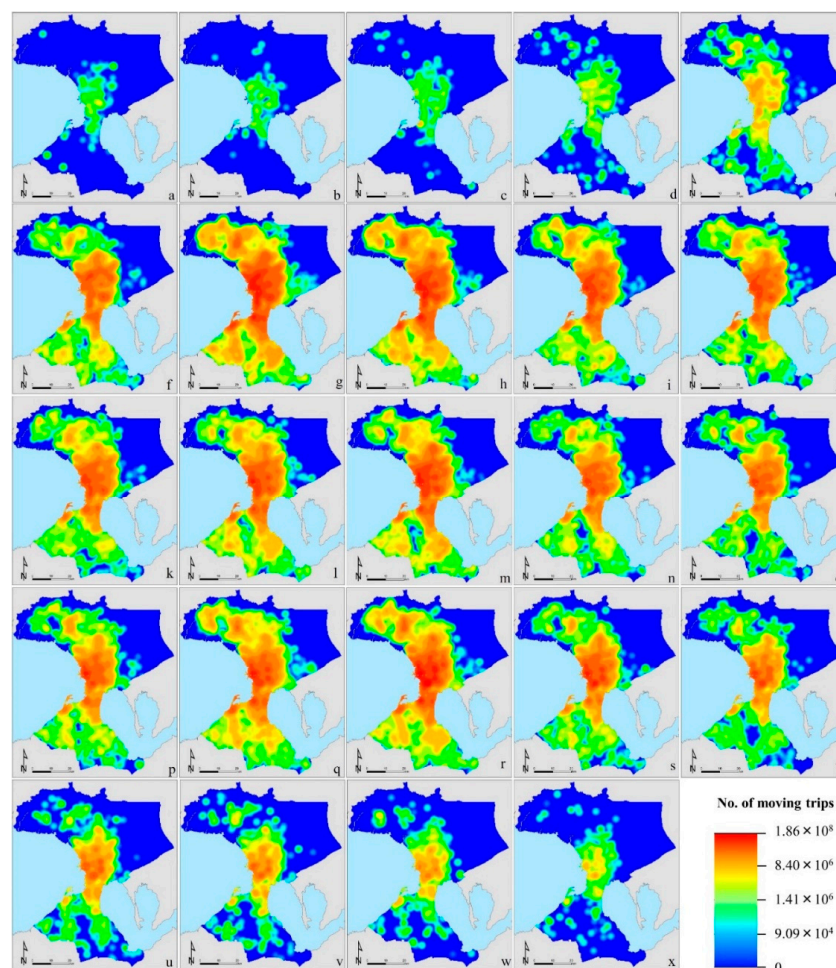 N a N b N c N d N
N f N g N h N i N
N k N l N m N n N
N p N q N r N s N
N u N v N w N x
No. of moving trips
1.86 × 10⁸
8.40 × 10⁶
1.41 × 10⁶
9.09 × 10⁴
0